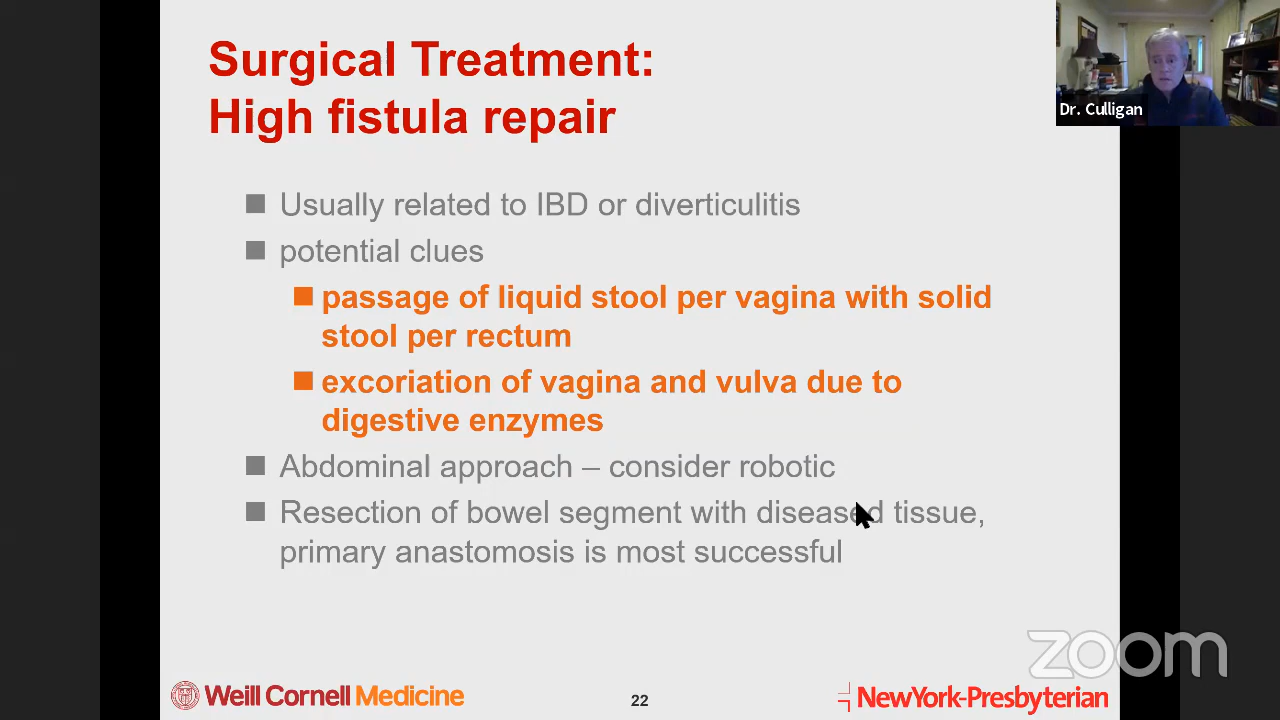 Surgical Treatment:
High fistula repair
Dr. Culligan
Usually related to IBD or diverticulitis
potential clues
passage of liquid stool per vagina with solid
stool per rectum
excoriation of vagina and vulva due to
digestive enzymes
Abdominal approach – consider robotic
Resection of bowel segment with diseased tissue,
primary anastomosis is most successful
zoom
Weill Cornell Medicine
22
NewYork-Presbyterian